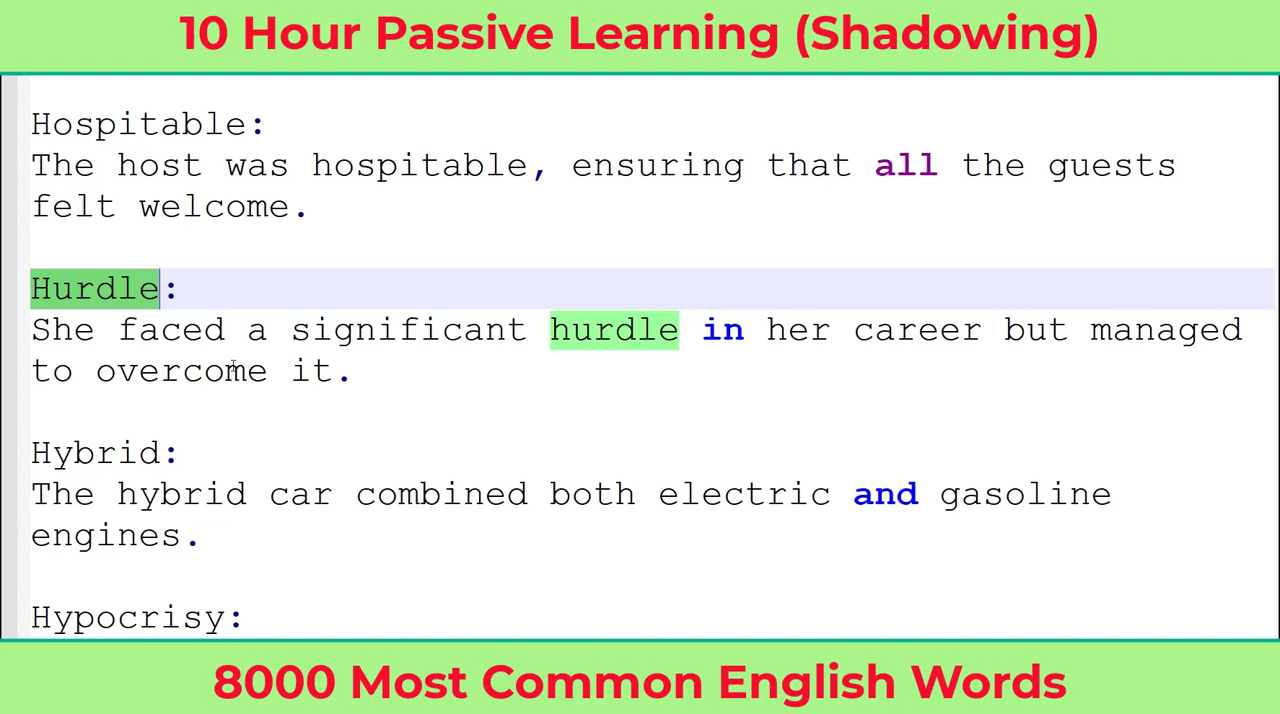 10 Hour Passive Learning (Shadowing)
Hospitable:
The host was hospitable, ensuring that all the guests
felt welcome.
Hurdle:
She faced a significant hurdle in her career but managed
to overcome it.
Hybrid:
The hybrid car combined both electric and gasoline
engines.
Hypocrisy:
8000 Most Common English Words